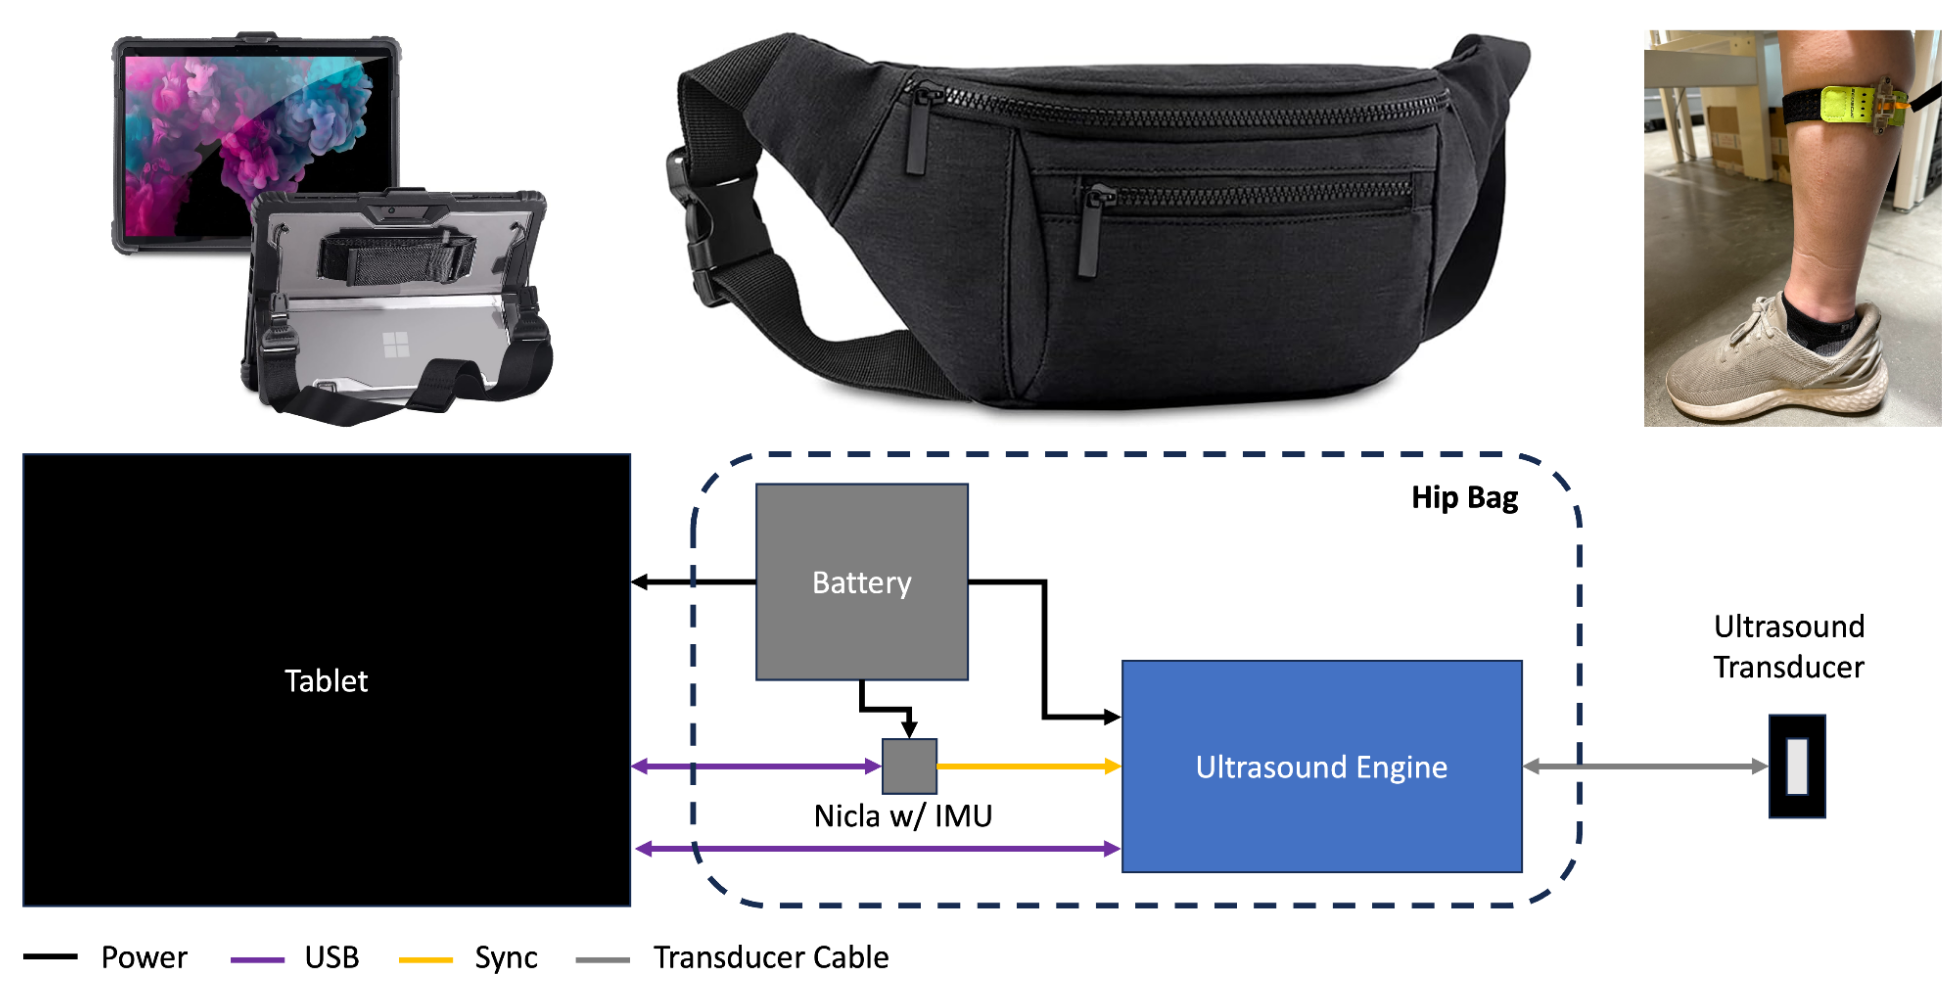 Hip Bag
Battery
Ultrasound
Transducer
Tablet
Ultrasound Engine
Nicla w/ IMU
Power
USB
Sync
Transducer Cable